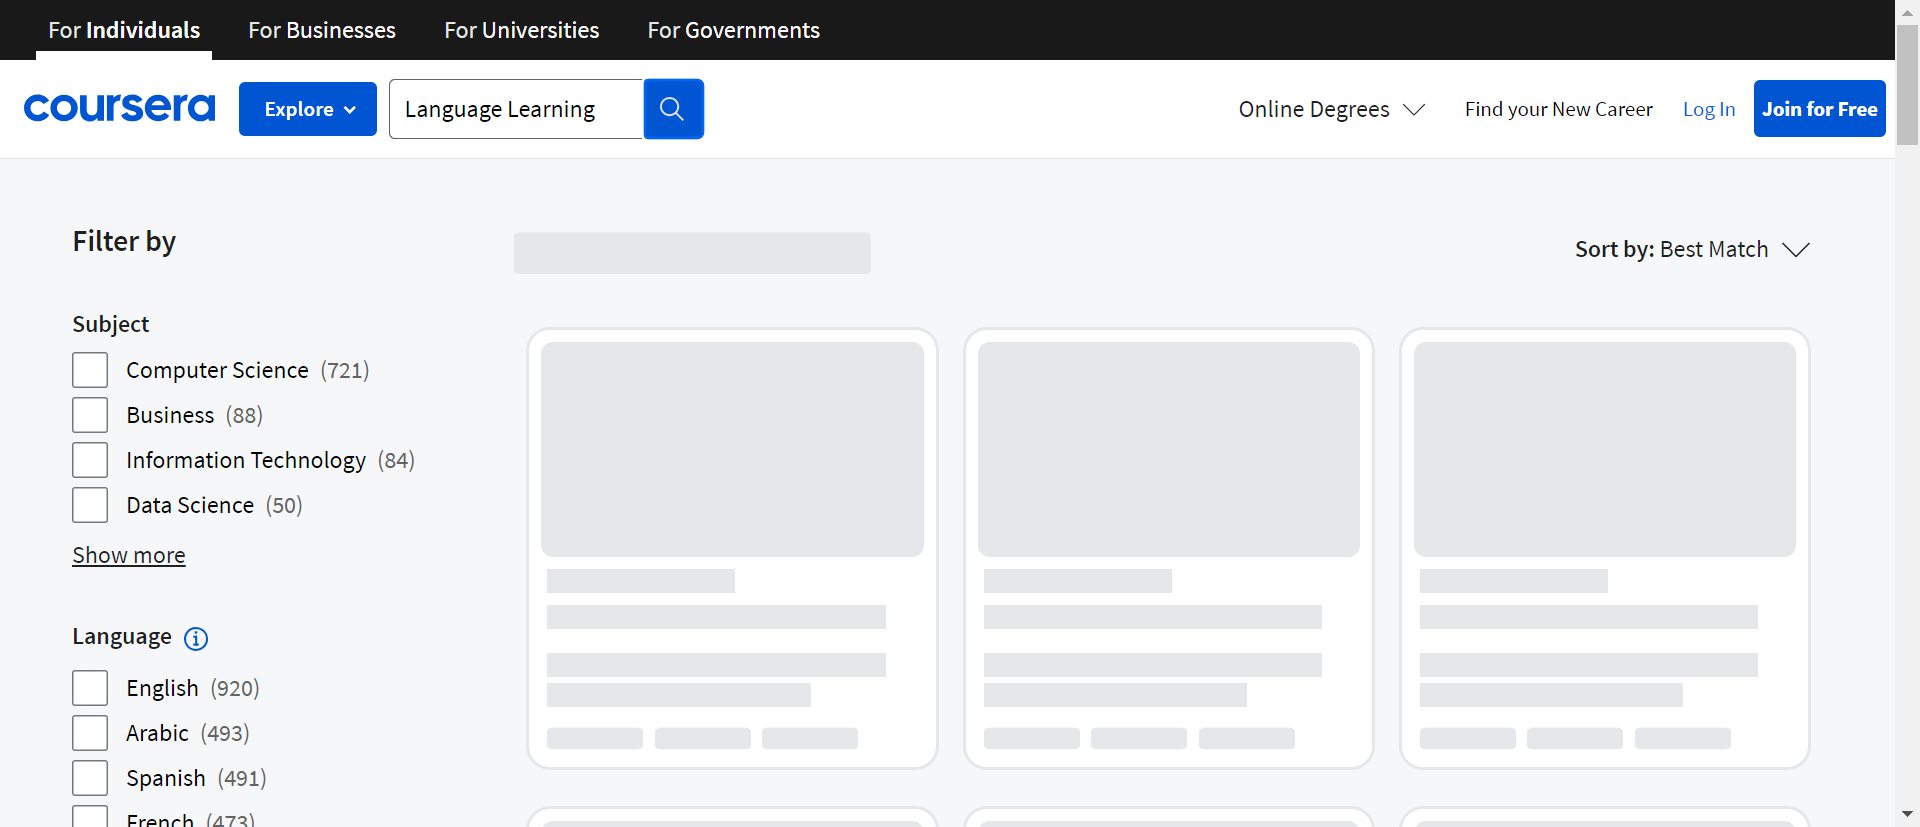 For Individuals
For Businesses
For Universities
For Governments
coursera
Explore
Language Learning
Online Degrees
Find your New Career
Log In
Join for Free
Filter by
Sort by: Best Match
Subject
Computer Science (721)
Business (88)
Information Technology (84)
Data Science (50)
Show more
Language
English (920)
Arabic (493)
Spanish (491)
French (473)